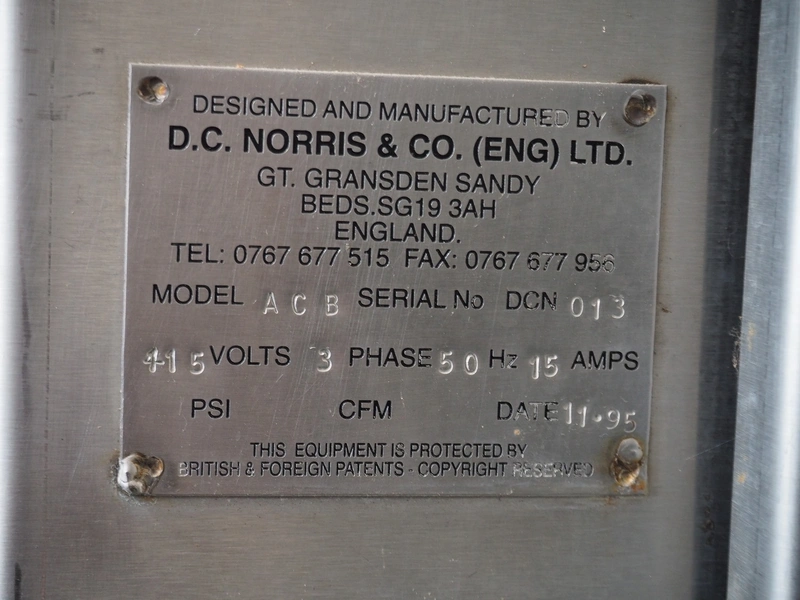 DESIGNED AND MANUFACTURED BY
D.C. NORRIS & CO. (ENG) LTD.
GT. GRANSDEN SANDY
BEDS.SG19 3AH
ENGLAND.
TEL: 0767 677 515 FAX: 0767 677 956
MODEL ACB SERIAL No DCN 013
415 VOLTS 3 PHASE 50 Hz 15 AMPS
PSI CFM DATE 11·95
THIS EQUIPMENT IS PROTECTED BY
BRITISH & FOREIGN PATENTS - COPYRIGHT RESERVED